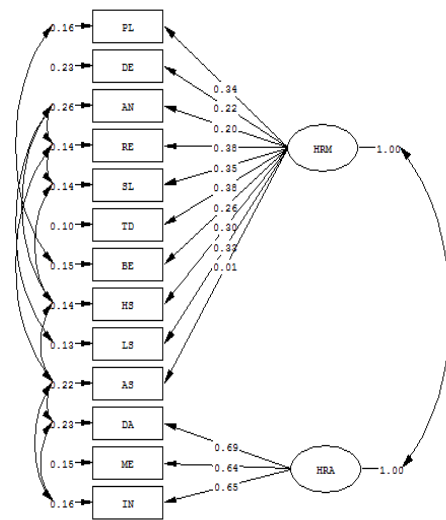 0.16 PL
0.34
0.23 DE
0.22
0.26 AN
0.20
0.14 RE
0.38
HRM 1.00
0.14 SL
0.35
0.38
0.10 TD
0.26
0.15 BE
0.30
0.33
0.14 HS
0.01
0.13 LS
0.22 AS
0.23 DA
0.69
0.15 ME
0.64
HRA 1.00
0.65
0.16 IN